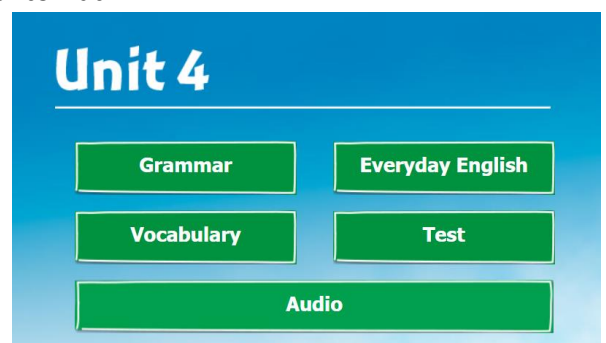 Unit 4
Grammar
Everyday English
Vocabulary
Test
Audio